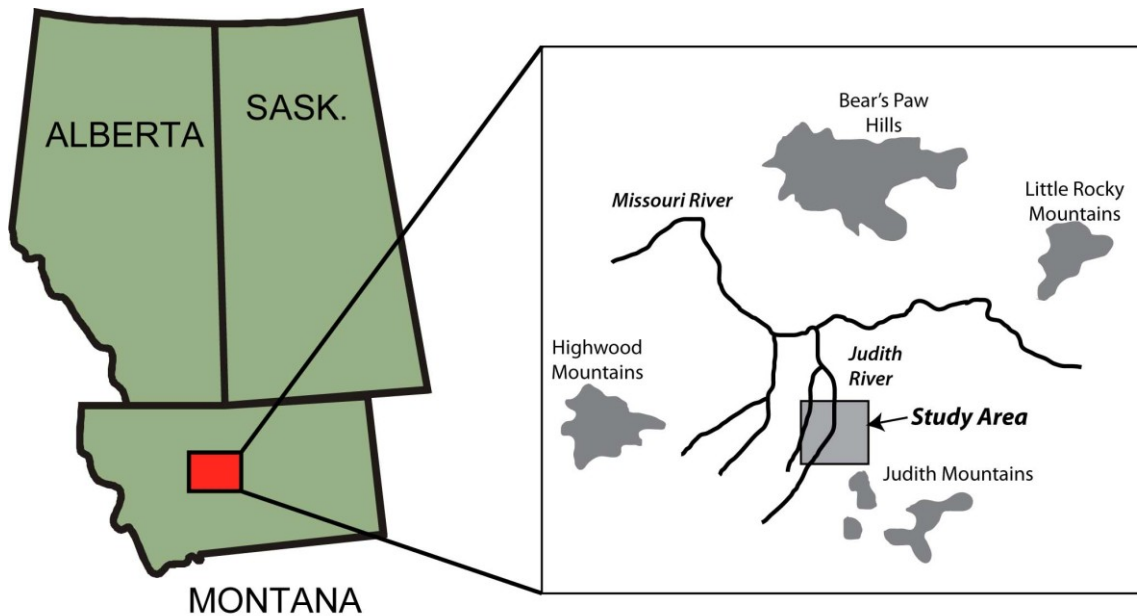 ALBERTA
SASK.
MONTANA
Bear's Paw
Hills
Missouri River
Little Rocky
Mountains
Highwood
Mountains
Judith
River
Study Area
Judith Mountains